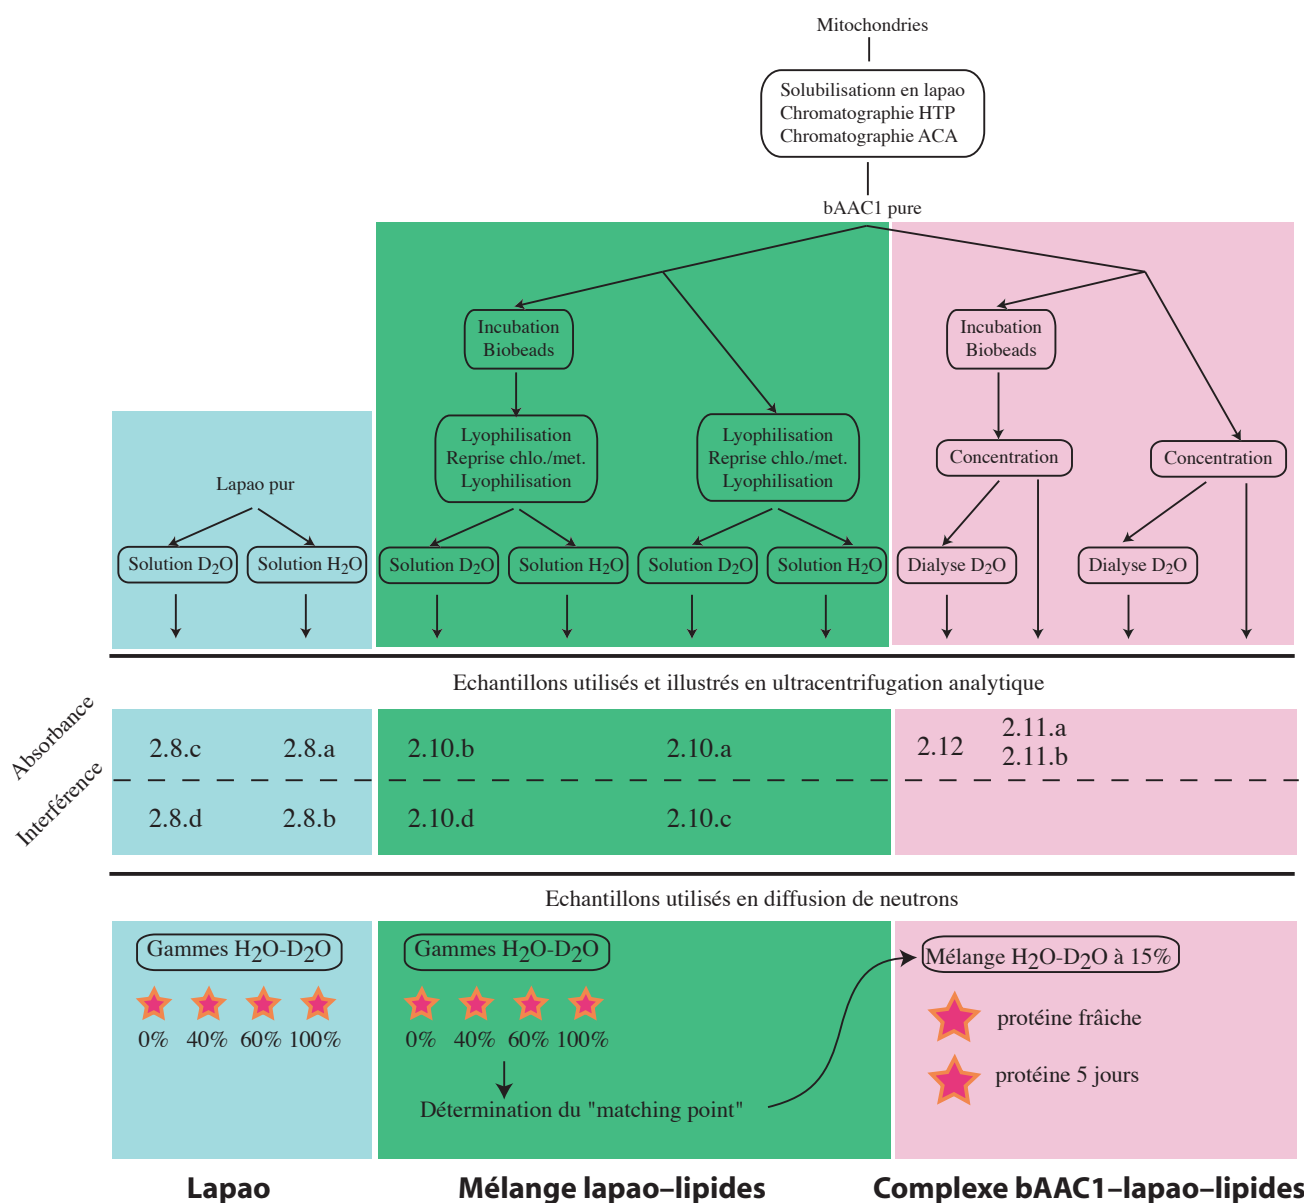 Mitochondries
Solubilisationn en lapao
Chromatographie HTP
Chromatographie ACA
bAAC1 pure
Incubation
Biobeads
Incubation
Biobeads
Lyophilisation
Reprise chlo./met.
Lyophilisation
Lyophilisation
Reprise chlo./met.
Lyophilisation
Concentration
Concentration
Lapao pur
Solution D2O
Solution H2O
Solution D2O
Solution H2O
Solution D2O
Solution H2O
Dialyse D2O
Dialyse D2O
Echantillons utilisés et illustrés en ultracentrifugation analytique
Absorbance
2.8.c
2.8.a
2.10.b
2.10.a
2.12
2.11.a
2.11.b
Interférence
2.8.d
2.8.b
2.10.d
2.10.c
Echantillons utilisés en diffusion de neutrons
Gammes H2O-D2O
0% 40% 60% 100%
Gammes H2O-D2O
0% 40% 60% 100%
Détermination du "matching point"
Mélange H2O-D2O à 15%
protéine frâiche
protéine 5 jours
Lapao
Mélange lapao–lipides
Complexe bAAC1–lapao–lipides